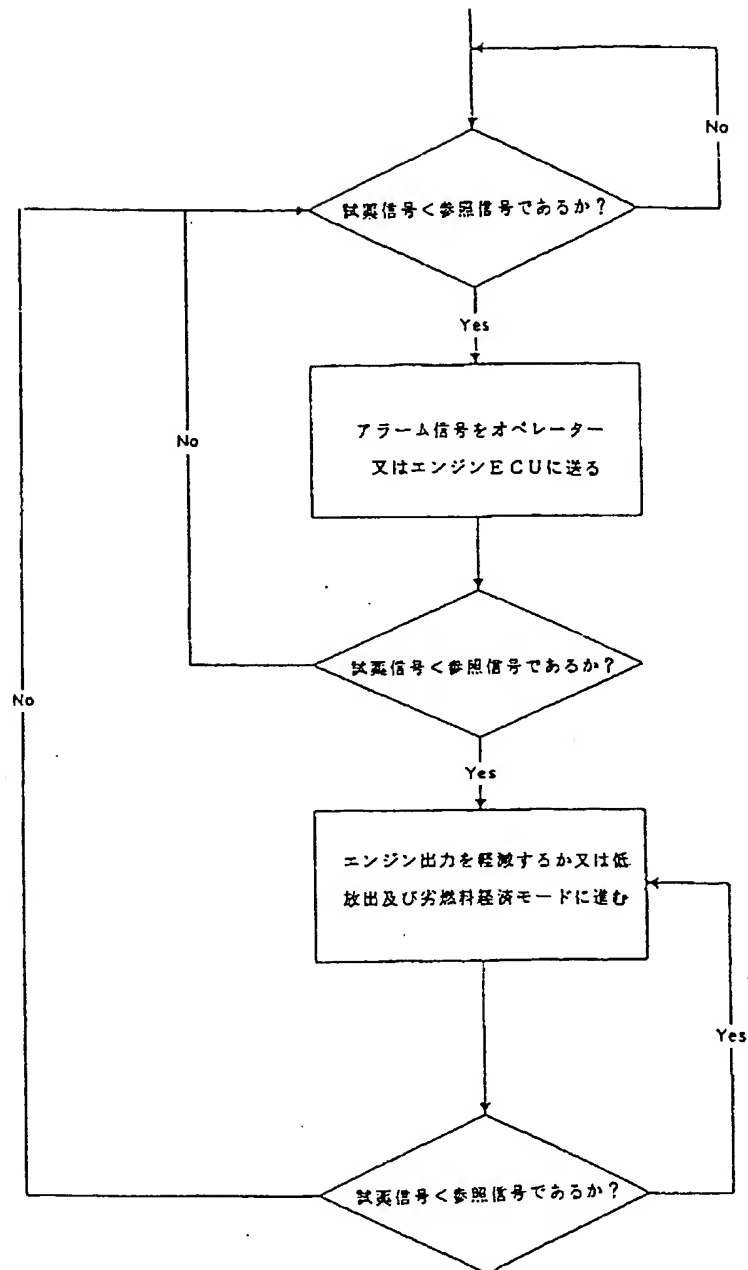 No
試薬信号<参照信号であるか?
Yes
アラーム信号をオペレーター
又はエンジンECUに送る
No
試薬信号<参照信号であるか?
No
Yes
エンジン出力を軽減するか又は低
放出及び劣燃料経済モードに進む
Yes
試薬信号<参照信号であるか?